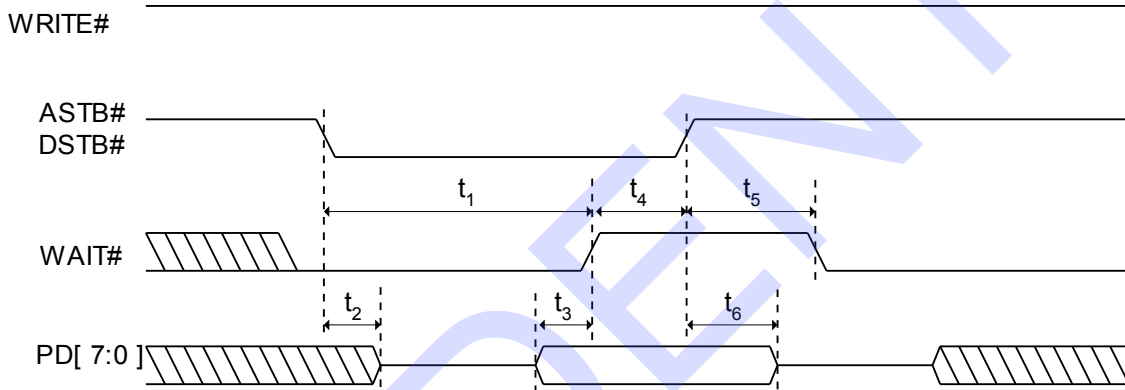 WRITE#
ASTB#
DSTB#
t1 t4 t5
WAIT#
t2 t3 t6
PD[ 7:0 ]